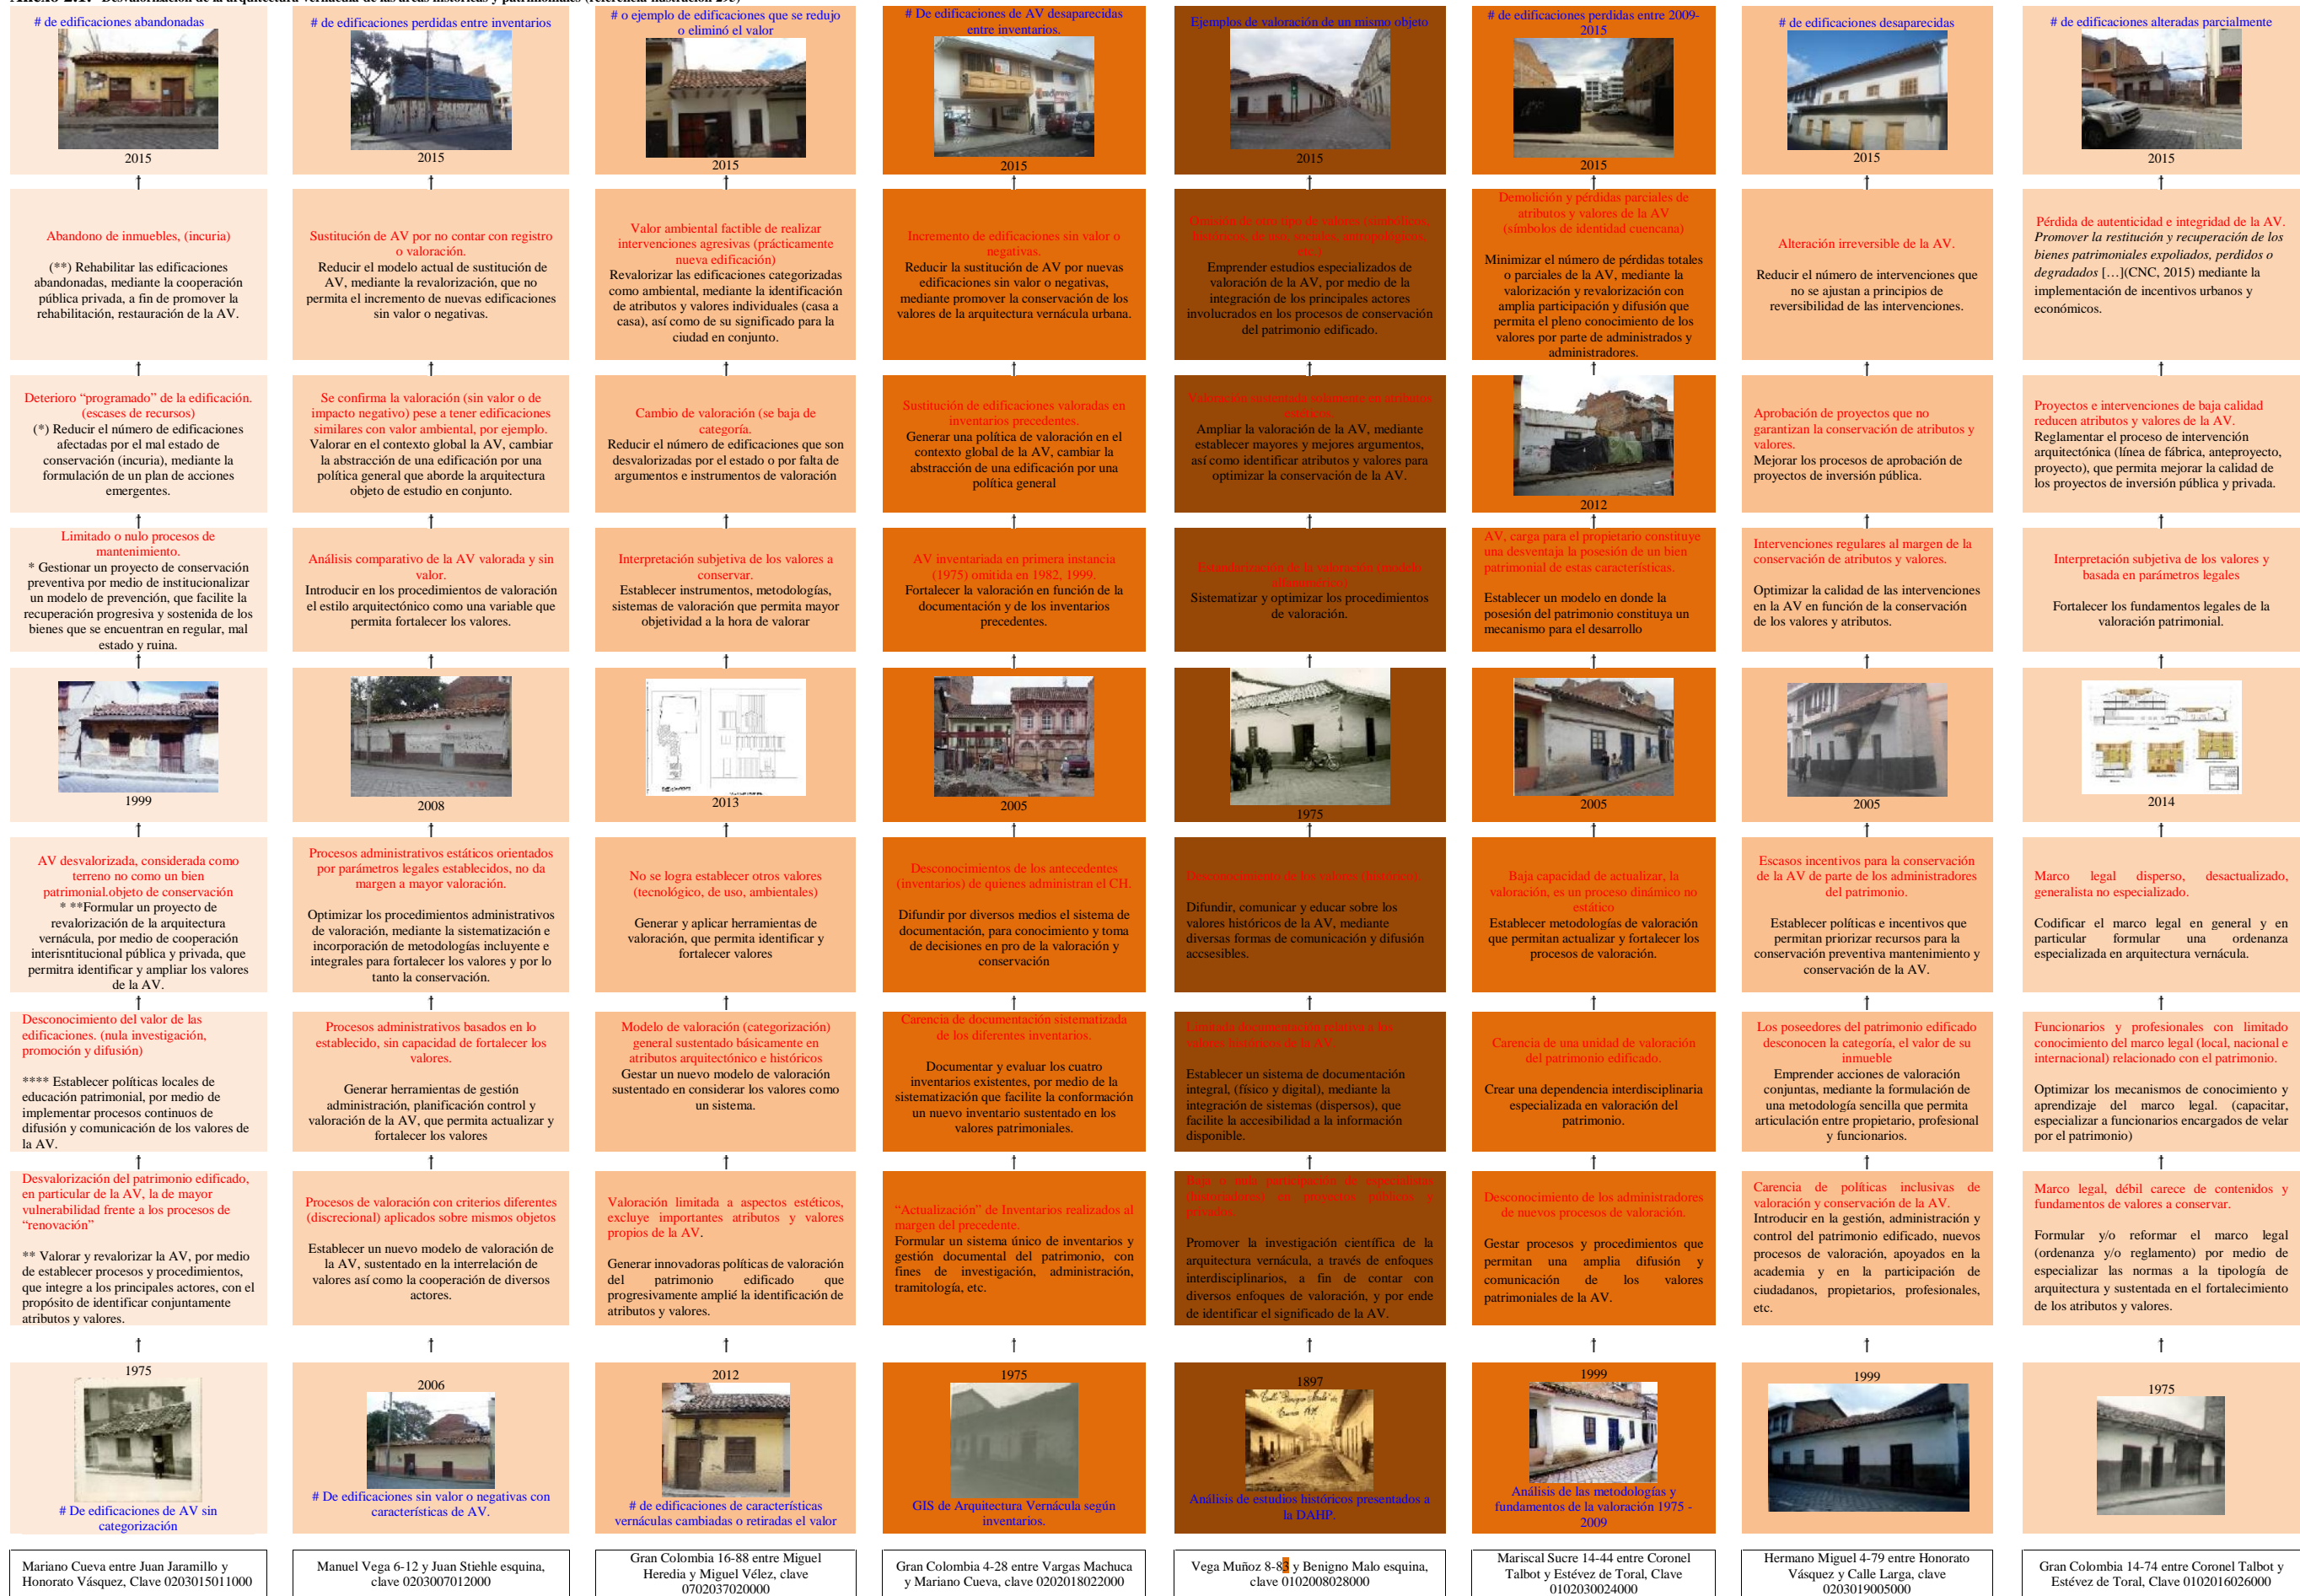 Anexo 2.1. Desvalorización de la arquitectura vernácula de las áreas históricas y patrimoniales (referencia ilustración 295)
# de edificaciones abandonadas
2015
Abandono de inmuebles, (incuria)
(**) Rehabilitar las edificaciones
abandonadas, mediante la cooperación
pública privada, a fin de promover la
rehabilitación, restauración de la AV.
Deterioro “programado” de la edificación.
(escases de recursos)
(*) Reducir el número de edificaciones
afectadas por el mal estado de
conservación (incuria), mediante la
formulación de un plan de acciones
emergentes.
Limitado o nulo procesos de
mantenimiento.
* Gestionar un proyecto de conservación
preventiva por medio de institucionalizar
un modelo de prevención, que facilite la
recuperación progresiva y sostenida de los
bienes que se encuentran en regular, mal
estado y ruina.
1999
AV desvalorizada, considerada como
terreno no como un bien
patrimonial.objeto de conservación
* **Formular un proyecto de
revalorización de la arquitectura
vernácula, por medio de cooperación
interistnitucional pública y privada, que
permitra identificar y ampliar los valores
de la AV.
Desconocimiento del valor de las
edificaciones. (nula investigación,
promoción y difusión)
**** Establecer políticas locales de
educación patrimonial, por medio de
implementar procesos continuos de
difusión y comunicación de los valores de
la AV.
Desvalorización del patrimonio edificado,
en particular de la AV, la de mayor
vulnerabilidad frente a los procesos de
“renovación”
** Valorar y revalorizar la AV, por medio
de establecer procesos y procedimientos,
que integre a los principales actores, con el
propósito de identificar conjuntamente
atributos y valores.
1975
# De edificaciones de AV sin
categorización
Mariano Cueva entre Juan Jaramillo y
Honorato Vásquez, Clave 0203015011000
# de edificaciones perdidas entre inventarios
2015
Sustitución de AV por no contar con registro
o valoración.
Reducir el modelo actual de sustitución de
AV, mediante la revalorización, que no
permita el incremento de nuevas edificaciones
sin valor o negativas.
Se confirma la valoración (sin valor o de
impacto negativo) pese a tener edificaciones
similares con valor ambiental, por ejemplo.
Valorar en el contexto global la AV, cambiar
la abstracción de una edificación por una
política general que aborde la arquitectura
objeto de estudio en conjunto.
Análisis comparativo de la AV valorada y sin
valor.
Introducir en los procedimientos de valoración
el estilo arquitectónico como una variable que
permita fortalecer los valores.
2008
Procesos administrativos estáticos orientados
por parámetros legales establecidos, no da
margen a mayor valoración.
Optimizar los procedimientos administrativos
de valoración, mediante la sistematización e
incorporación de metodologías incluyente e
integrales para fortalecer los valores y por lo
tanto la conservación.
Procesos administrativos basados en lo
establecido, sin capacidad de fortalecer los
valores.
Generar herramientas de gestión
administración, planificación control y
valoración de la AV, que permita actualizar y
fortalecer los valores
Procesos de valoración con criterios diferentes
(discrecional) aplicados sobre mismos objetos
Establecer un nuevo modelo de valoración de
la AV, sustentado en la interrelación de
valores así como la cooperación de diversos
actores.
2006
# De edificaciones sin valor o negativas con
características de AV.
Manuel Vega 6-12 y Juan Stiehle esquina,
clave 0203007012000
# o ejemplo de edificaciones que se redujo
o eliminó el valor
2015
Valor ambiental factible de realizar
intervenciones agresivas (prácticamente
nueva edificación)
Revalorizar las edificaciones categorizadas
como ambiental, mediante la identificación
de atributos y valores individuales (casa a
casa), así como de su significado para la
ciudad en conjunto.
Cambio de valoración (se baja de
categoría.
Reducir el número de edificaciones que son
desvalorizadas por el estado o por falta de
argumentos e instrumentos de valoración
Interpretación subjetiva de los valores a
conservar.
Establecer instrumentos, metodologías,
sistemas de valoración que permita mayor
objetividad a la hora de valorar
2013
No se logra establecer otros valores
(tecnológico, de uso, ambientales)
Generar y aplicar herramientas de
valoración, que permita identificar y
fortalecer valores
Modelo de valoración (categorización)
general sustentado básicamente en
atributos arquitectónico e históricos
Gestar un nuevo modelo de valoración
sustentado en considerar los valores como
un sistema.
Valoración limitada a aspectos estéticos,
excluye importantes atributos y valores
propios de la AV.
Generar innovadoras políticas de valoración
del patrimonio edificado que
progresivamente amplié la identificación de
atributos y valores.
2012
# de edificaciones de características
vernáculas cambiadas o retiradas el valor
Gran Colombia 16-88 entre Miguel
Heredia y Miguel Vélez, clave
0702037020000
# De edificaciones de AV desaparecidas
entre inventarios.
2015
Incremento de edificaciones sin valor o
negativas.
Reducir la sustitución de AV por nuevas
edificaciones sin valor o negativas,
mediante promover la conservación de los
valores de la arquitectura vernácula urbana.
Sustitución de edificaciones valoradas en
inventarios precedentes.
Generar una política de valoración en el
contexto global de la AV, cambiar la
abstracción de una edificación por una
política general
AV inventariada en primera instancia
(1975) omitida en 1982, 1999.
Fortalecer la valoración en función de la
documentación y de los inventarios
precedentes.
2005
Desconocimientos de los antecedentes
(inventarios) de quienes administran el CH.
Difundir por diversos medios el sistema de
documentación, para conocimiento y toma
de decisiones en pro de la valoración y
conservación
Carencia de documentación sistematizada
de los diferentes inventarios.
Documentar y evaluar los cuatro
inventarios existentes, por medio de la
sistematización que facilite la conformación
un nuevo inventario sustentado en los
valores patrimoniales.
“Actualización” de Inventarios realizados al
margen del precedente.
Formular un sistema único de inventarios y
gestión documental del patrimonio, con
fines de investigación, administración,
tramitología, etc.
1975
GIS de Arquitectura Vernácula según
inventarios.
Gran Colombia 4-28 entre Vargas Machuca
y Mariano Cueva, clave 0202018022000
Ejemplos de valoración de un mismo objeto
2015
Omisión de otro tipo de valores (simbólicos,
históricos, de uso, sociales, antropológicos,
etc.)
Emprender estudios especializados de
valoración de la AV, por medio de la
integración de los principales actores
involucrados en los procesos de conservación
del patrimonio edificado.
Valoración sustentada solamente en atributos
estéticos.
Ampliar la valoración de la AV, mediante
establecer mayores y mejores argumentos,
así como identificar atributos y valores para
optimizar la conservación de la AV.
Estandarización de la valoración (modelo
alfanumérico)
Sistematizar y optimizar los procedimientos
de valoración.
1975
Desconocimiento de los valores (histórico).
Difundir, comunicar y educar sobre los
valores históricos de la AV, mediante
diversas formas de comunicación y difusión
accsesibles.
Limitada documentación relativa a los
valores históricos de la AV.
Establecer un sistema de documentación
integral, (físico y digital), mediante la
integración de sistemas (dispersos), que
facilite la accesibilidad a la información
disponible.
Baja o nula participación de especialistas
(historiadores) en proyectos públicos y
privados.
Promover la investigación científica de la
arquitectura vernácula, a través de enfoques
interdisciplinarios, a fin de contar con
diversos enfoques de valoración, y por ende
de identificar el significado de la AV.
1897
Análisis de estudios históricos presentados a
la DAHP.
Vega Muñoz 8-83 y Benigno Malo esquina,
clave 0102008028000
# de edificaciones perdidas entre 2009-
2015
2015
Demolición y pérdidas parciales de
atributos y valores de la AV
(símbolos de identidad cuencana)
Minimizar el número de pérdidas totales
o parciales de la AV, mediante la
valorización y revalorización con
amplia participación y difusión que
permita el pleno conocimiento de los
valores por parte de administrados y
administradores.
2012
AV, carga para el propietario constituye
una desventaja la posesión de un bien
patrimonial de estas características.
Establecer un modelo en donde la
posesión del patrimonio constituya un
mecanismo para el desarrollo
2005
Baja capacidad de actualizar, la
valoración, es un proceso dinámico no
estático
Establecer metodologías de valoración
que permitan actualizar y fortalecer los
procesos de valoración.
Carencia de una unidad de valoración
del patrimonio edificado.
Crear una dependencia interdisciplinaria
especializada en valoración del
patrimonio.
Desconocimiento de los administradores
de nuevos procesos de valoración.
Gestar procesos y procedimientos que
permitan una amplia difusión y
comunicación de los valores
patrimoniales de la AV.
1999
Análisis de las metodologías y
fundamentos de la valoración 1975 -
2009
Mariscal Sucre 14-44 entre Coronel
Talbot y Estévez de Toral, Clave
0102030024000
# de edificaciones desaparecidas
2015
Alteración irreversible de la AV.
Reducir el número de intervenciones que
no se ajustan a principios de
reversibilidad de las intervenciones.
Aprobación de proyectos que no
garantizan la conservación de atributos y
valores.
Mejorar los procesos de aprobación de
proyectos de inversión pública.
Intervenciones regulares al margen de la
conservación de atributos y valores.
Optimizar la calidad de las intervenciones
en la AV en función de la conservación
de los valores y atributos.
2005
Escasos incentivos para la conservación
de la AV de parte de los administradores
del patrimonio.
Establecer políticas e incentivos que
permitan priorizar recursos para la
conservación preventiva mantenimiento y
conservación de la AV.
Los poseedores del patrimonio edificado
desconocen la categoría, el valor de su
inmueble
Emprender acciones de valoración
conjuntas, mediante la formulación de
una metodología sencilla que permita
articulación entre propietario, profesional
y funcionarios.
Carencia de políticas inclusivas de
valoración y conservación de la AV.
Introducir en la gestión, administración y
control del patrimonio edificado, nuevos
procesos de valoración, apoyados en la
academia y en la participación de
ciudadanos, propietarios, profesionales,
etc.
1999
Hermano Miguel 4-79 entre Honorato
Vásquez y Calle Larga, clave
0203019005000
# de edificaciones alteradas parcialmente
2015
Pérdida de autenticidad e integridad de la AV.
Promover la restitución y recuperación de los
bienes patrimoniales expoliados, perdidos o
degradados […](CNC, 2015) mediante la
implementación de incentivos urbanos y
económicos.
Proyectos e intervenciones de baja calidad
reducen atributos y valores de la AV.
Reglamentar el proceso de intervención
arquitectónica (línea de fábrica, anteproyecto,
proyecto), que permita mejorar la calidad de
los proyectos de inversión pública y privada.
Interpretación subjetiva de los valores y
basada en parámetros legales
Fortalecer los fundamentos legales de la
valoración patrimonial.
2014
Marco legal disperso, desactualizado,
generalista no especializado.
Codificar el marco legal en general y en
particular formular una ordenanza
especializada en arquitectura vernácula.
Funcionarios y profesionales con limitado
conocimiento del marco legal (local, nacional e
internacional) relacionado con el patrimonio.
Optimizar los mecanismos de conocimiento y
aprendizaje del marco legal. (capacitar,
especializar a funcionarios encargados de velar
por el patrimonio)
Marco legal, débil carece de contenidos y
fundamentos de valores a conservar.
Formular y/o reformar el marco legal
(ordenanza y/o reglamento) por medio de
especializar las normas a la tipología de
arquitectura y sustentada en el fortalecimiento
de los atributos y valores.
1975
Gran Colombia 14-74 entre Coronel Talbot y
Estévez de Toral, Clave 0102016026000